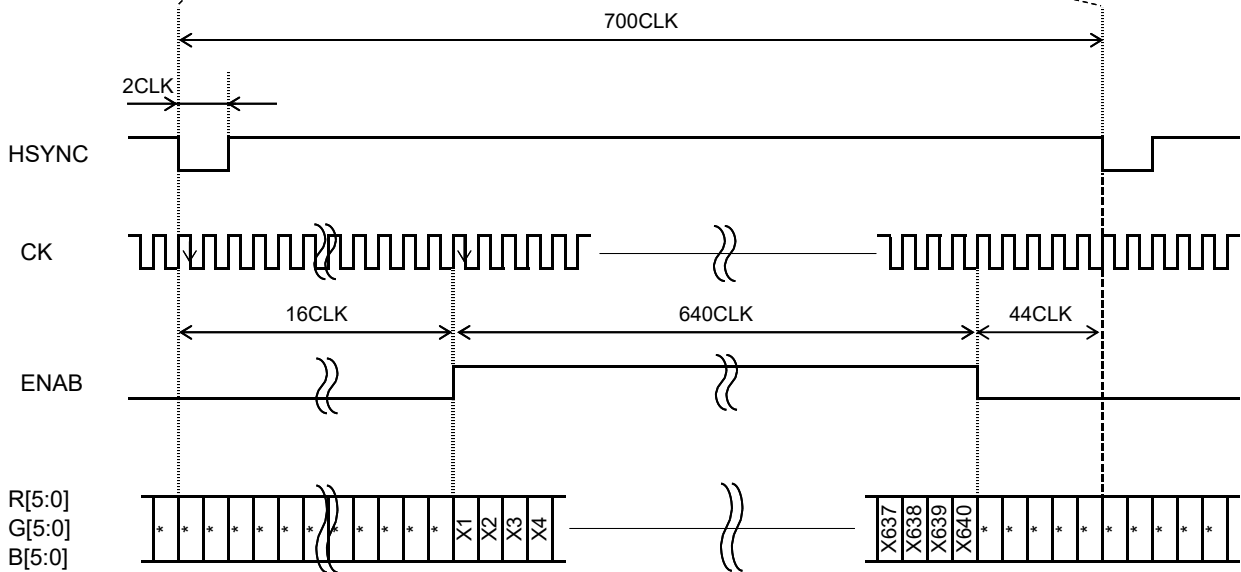 700CLK
2CLK
HSYNC
CK
16CLK 640CLK 44CLK
ENAB
R[5:0]
G[5:0] * * * * * * * * * * * * X1 X2 X3 X4 X637 X638 X639 X640 * * * * * * * * * *
B[5:0]